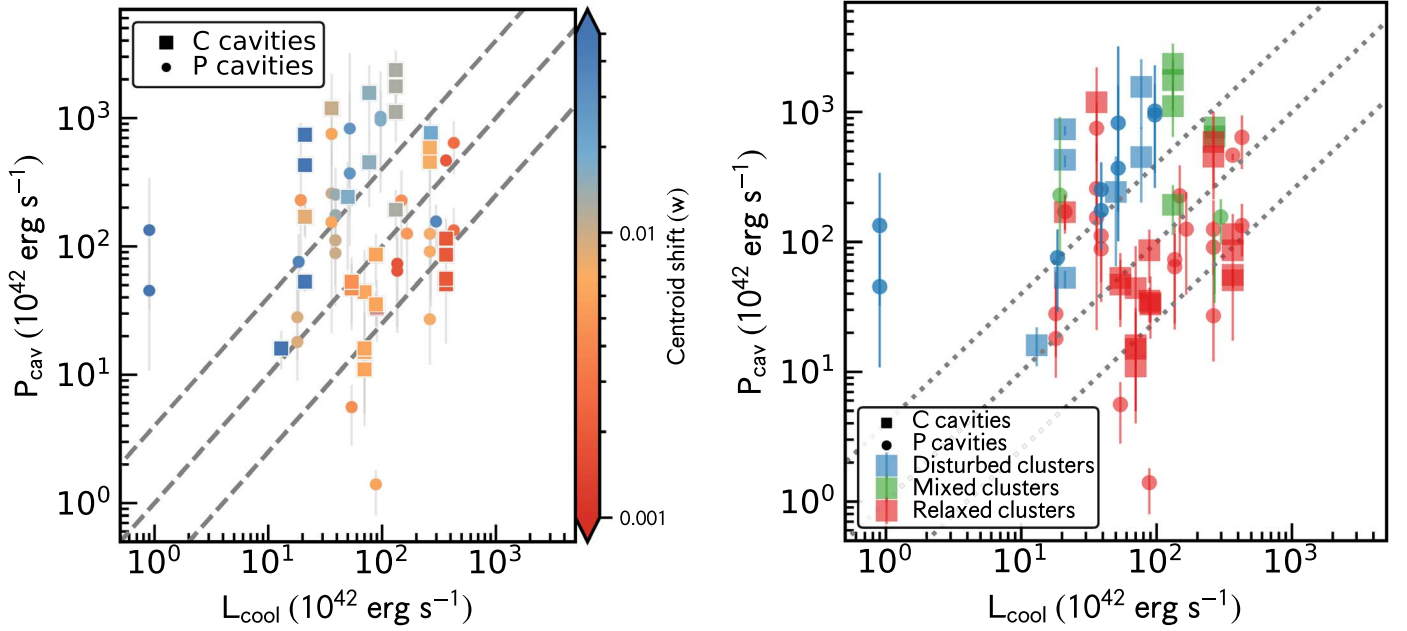 C cavities
P cavities
10³
10²
10¹
10⁰
P_cav (10⁴² erg s⁻¹)
10⁰ 10¹ 10² 10³
L_cool (10⁴² erg s⁻¹)
0.01
0.001
Centroid shift (w)
10³
10²
10¹
10⁰
P_cav (10⁴² erg s⁻¹)
C cavities
P cavities
Disturbed clusters
Mixed clusters
Relaxed clusters
10⁰ 10¹ 10² 10³
L_cool (10⁴² erg s⁻¹)